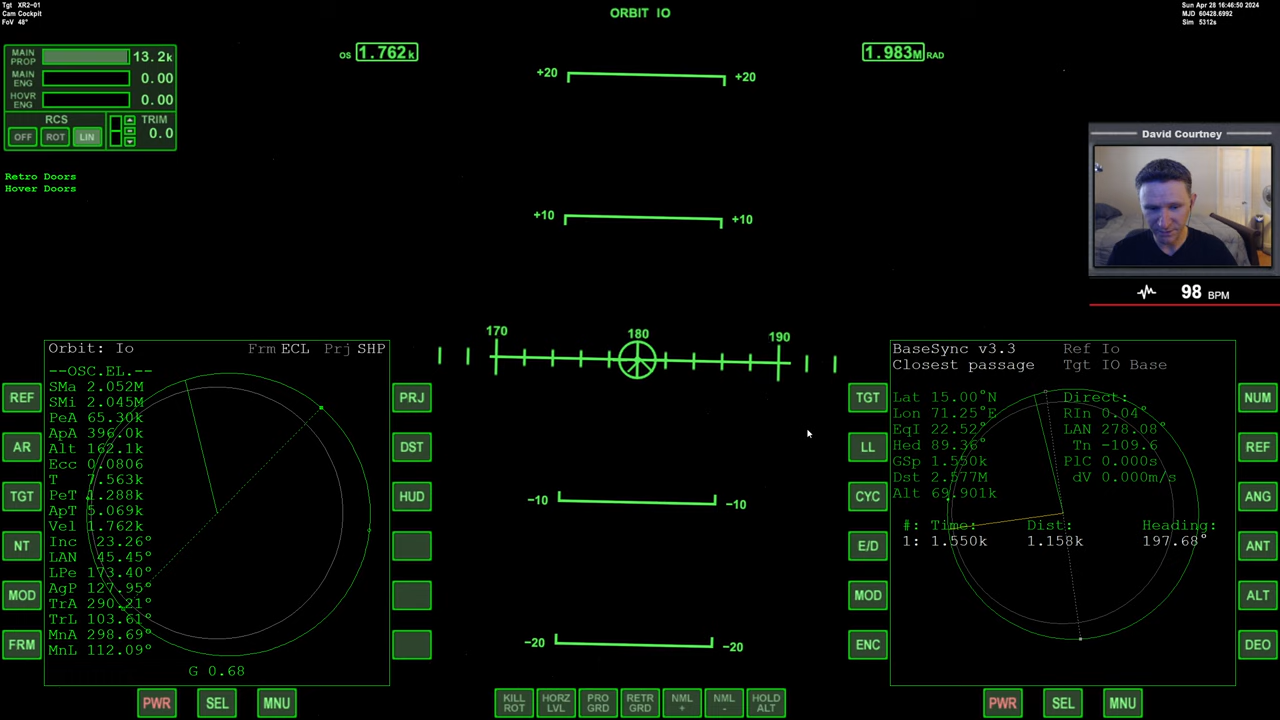 Tgt XR2-01
Cam Cockpit
FoV 48°
ORBIT IO
Sun Apr 28 16:46:50 2024
MJD 60428.6992
Sim 5312s
MAIN PROP 13.2k
MAIN ENG 0.00
HOVR ENG 0.00
RCS
TRIM
OFF ROT LIN 0.0
OS 1.762k
1.983M RAD
Retro Doors
Hover Doors
+20 +20
+10 +10
170 180 190
-10 -10
-20 -20
David Courtney
98 BPM
Orbit: Io Frm ECL Prj SHP
--OSC.EL.--
SMa 2.052M
SMi 2.045M
PeA 65.30k
ApA 396.0k
Alt 162.1k
Ecc 0.0806
T 7.563k
PeT 1.288k
ApT 5.069k
Vel 1.762k
Inc 23.26°
LAN 45.45°
LPe 173.40°
AgP 127.95°
TrA 290.21°
TrL 103.61°
MnA 298.69°
MnL 112.09°
G 0.68
REF
AR
TGT
NT
MOD
FRM
PRJ
DST
HUD
PWR SEL MNU
KILL ROT
HORZ LVL
PRO GRD
RETR GRD
NML +
NML -
HOLD ALT
BaseSync v3.3 Ref Io
Closest passage Tgt IO Base
Lat 15.00°N Direct:
Lon 71.25°E RIn 0.04°
EqI 22.52° LAN 278.08°
Hed 89.36° Tn -109.6
GSp 1.550k PlC 0.000s
Dst 2.577M dV 0.000m/s
Alt 69.901k
#: Time: Dist: Heading:
1: 1.550k 1.158k 197.68°
TGT
LL
CYC
E/D
MOD
ENC
NUM
REF
ANG
ANT
ALT
DEO
PWR SEL MNU